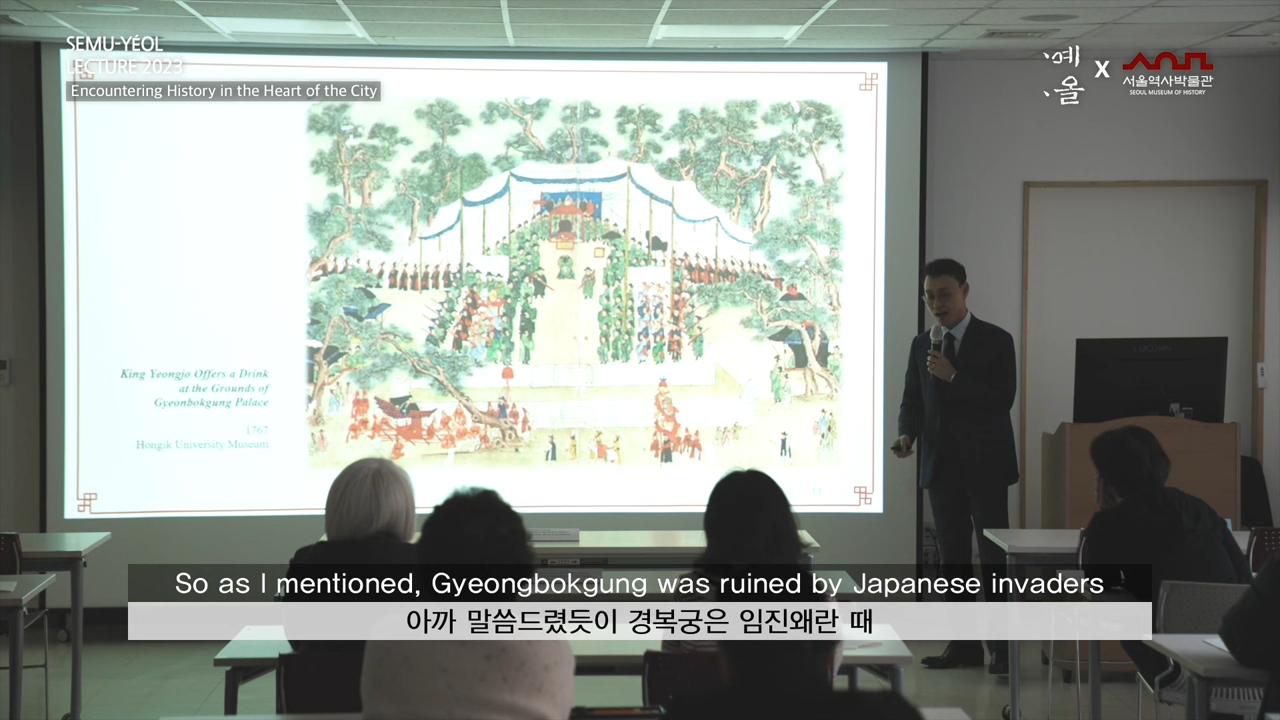 SEMU-YÉOL
LECTURE 2023
Encountering History in the Heart of the City
예올
X
서울역사박물관
SEOUL MUSEUM OF HISTORY
King Yeongjo Offers a Drink
at the Grounds of
Gyeonbokgung Palace
1767
Hongik University Museum
So as I mentioned, Gyeongbokgung was ruined by Japanese invaders
아까 말씀드렸듯이 경복궁은 임진왜란 때